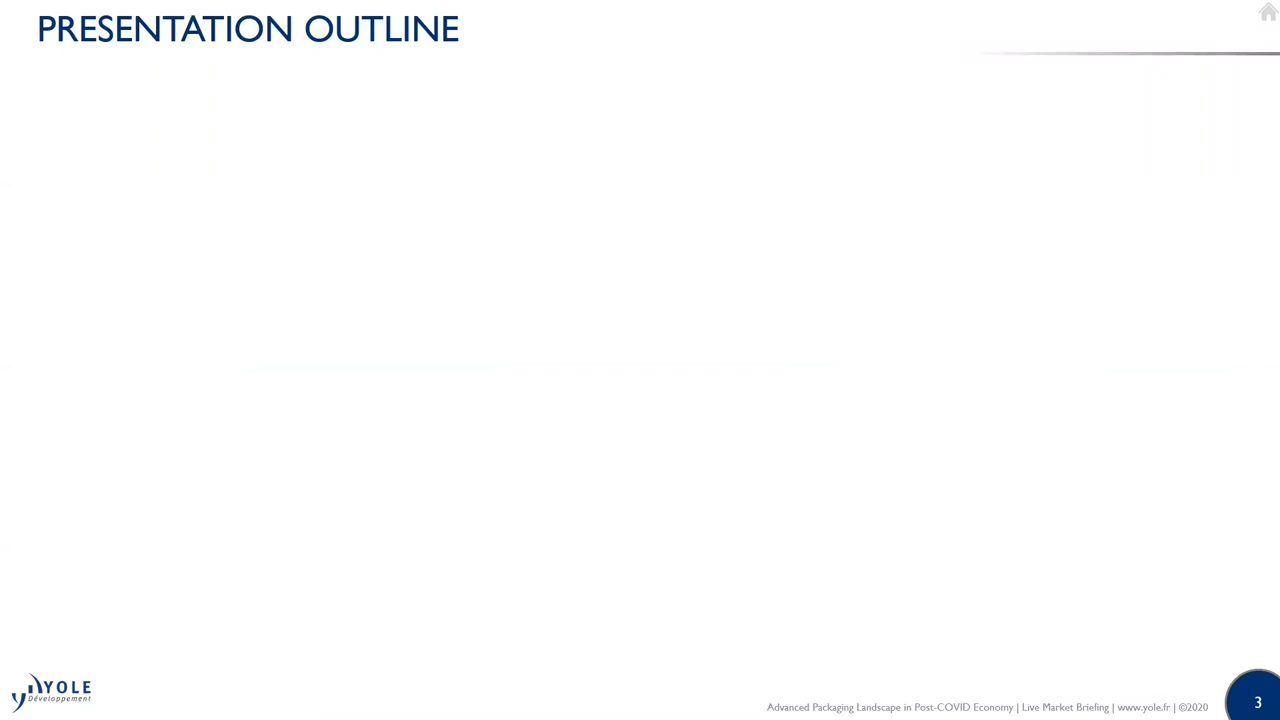 PRESENTATION OUTLINE
YOLE
Développement
Advanced Packaging Landscape in Post-COVID Economy | Live Market Briefing | www.yole.fr | ©2020
3